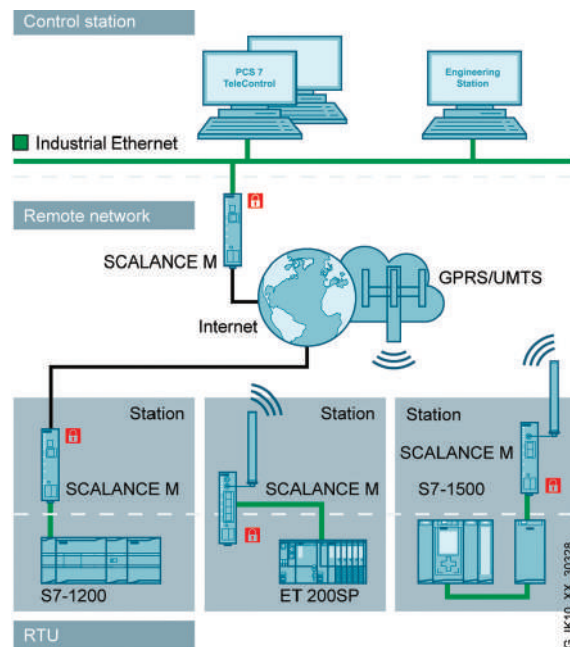 Control station
PCS 7
TeleControl
Engineering
Station
Industrial Ethernet
Remote network
SCALANCE M
GPRS/UMTS
Internet
Station
Station
Station
SCALANCE M
SCALANCE M
SCALANCE M
S7-1500
S7-1200
ET 200SP
RTU
G_IK10_XX_30328